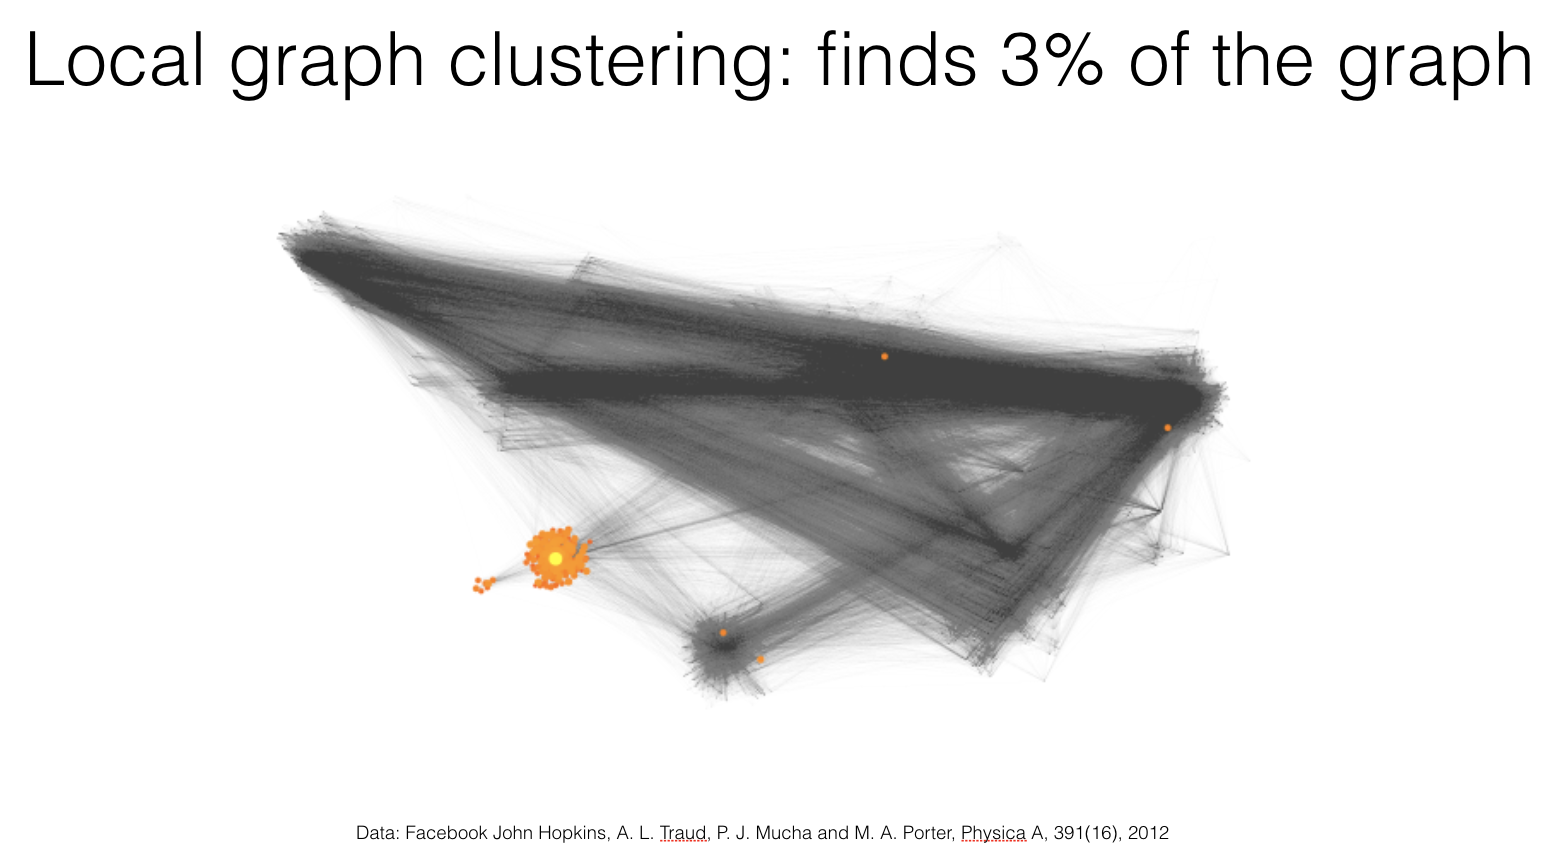 Local graph clustering: finds 3% of the graph
Data: Facebook John Hopkins, A. L. Traud, P. J. Mucha and M. A. Porter, Physica A, 391(16), 2012